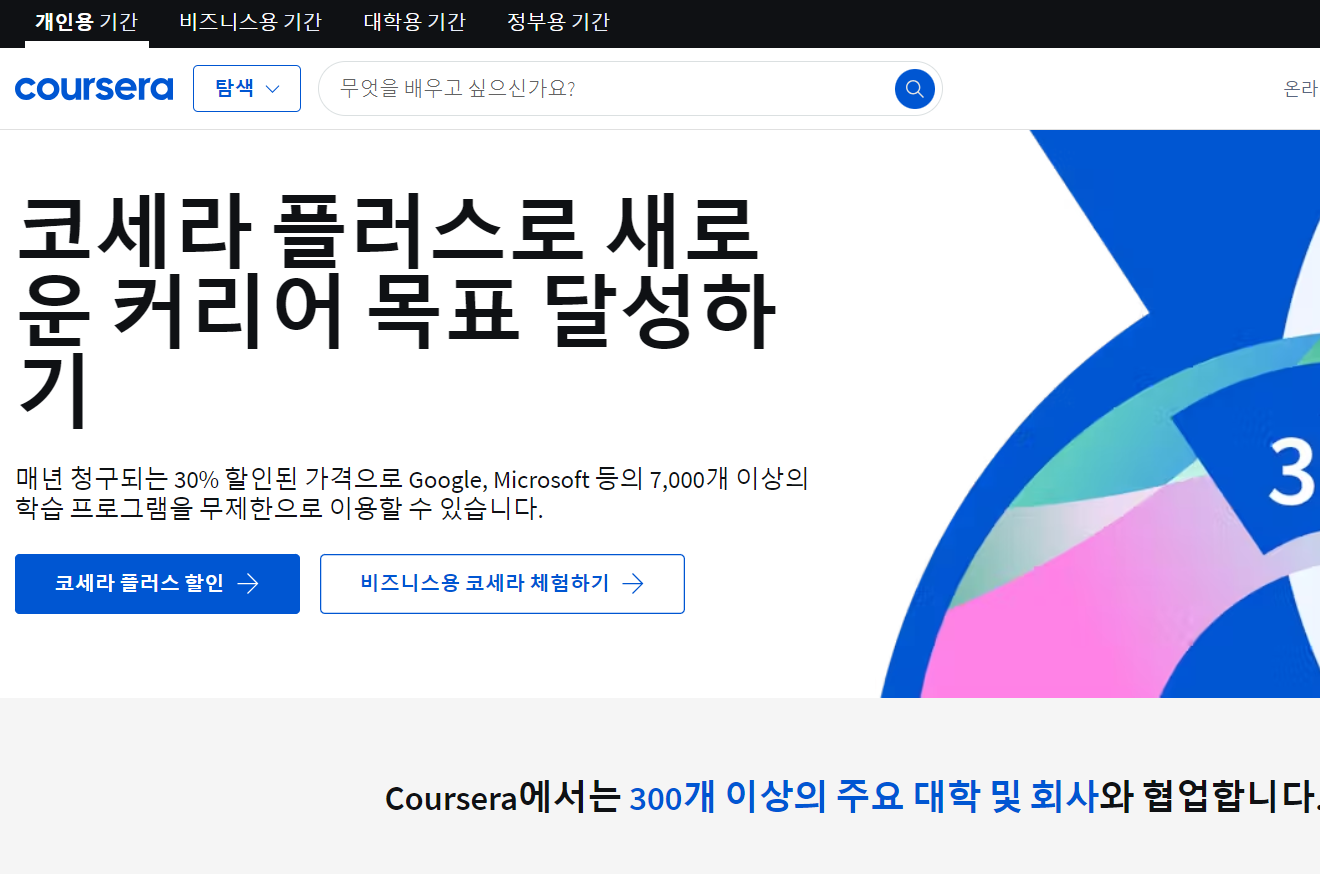 개인용 기간 비즈니스용 기간 대학용 기간 정부용 기간
coursera 탐색 무엇을 배우고 싶으신가요? 온라
코세라 플러스로 새로
운 커리어 목표 달성하
기
매년 청구되는 30% 할인된 가격으로 Google, Microsoft 등의 7,000개 이상의
학습 프로그램을 무제한으로 이용할 수 있습니다.
3
코세라 플러스 할인 → 비즈니스용 코세라 체험하기 →
Coursera에서는 300개 이상의 주요 대학 및 회사와 협업합니다.